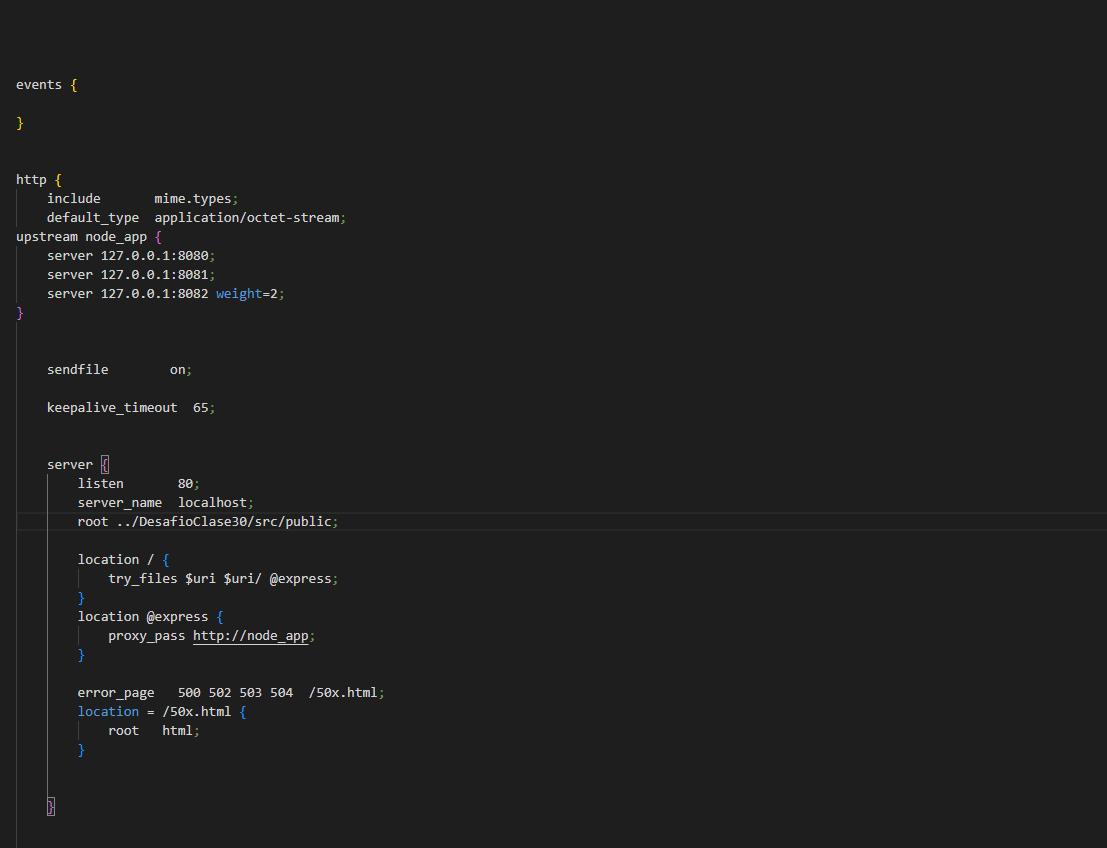 events {
}
http {
    include       mime.types;
    default_type  application/octet-stream;
upstream node_app {
    server 127.0.0.1:8080;
    server 127.0.0.1:8081;
    server 127.0.0.1:8082 weight=2;
}
    sendfile        on;
    keepalive_timeout  65;
    server {
        listen       80;
        server_name  localhost;
        root ../DesafioClase30/src/public;
        location / {
            try_files $uri $uri/ @express;
        }
        location @express {
            proxy_pass http://node_app;
        }
        error_page   500 502 503 504  /50x.html;
        location = /50x.html {
            root   html;
        }
    }